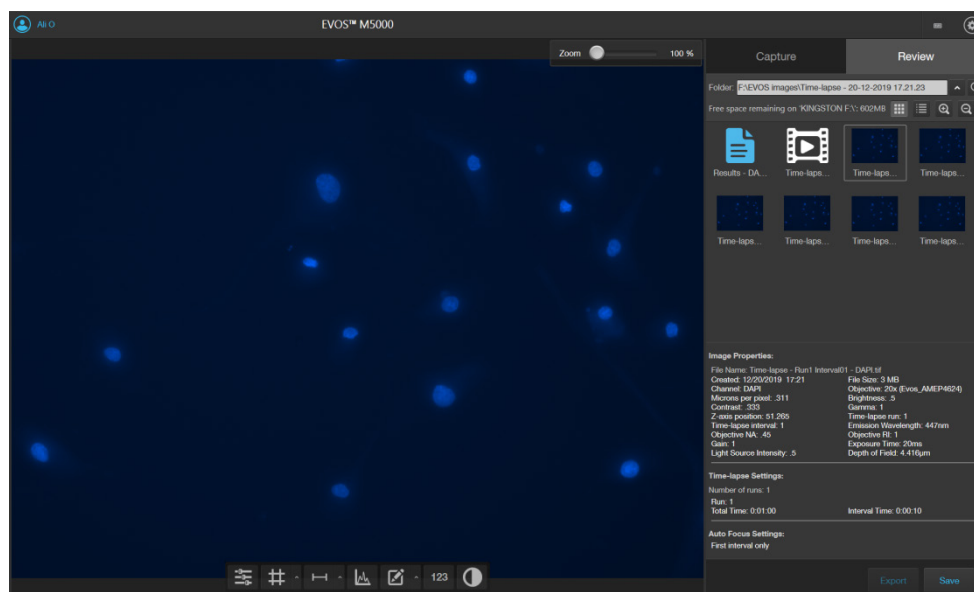 Ali O
EVOS™ M5000
Zoom 100 %
Capture Review
Folder: F:\EVOS images\Time-lapse - 20-12-2019 17.21.23
Free space remaining on 'KINGSTON F:\': 602MB
Results - DA... Time-laps... Time-laps... Time-laps...
Time-laps... Time-laps... Time-laps... Time-laps...
Image Properties:
File Name: Time-lapse - Run1 Interval01 - DAPI.tif
Created: 12/20/2019 17:21 File Size: 3 MB
Channel: DAPI Objective: 20x (Evos_AMEP4624)
Microns per pixel: .311 Brightness: .5
Contrast: .333 Gamma: 1
Z-axis position: 51.265 Time-lapse run: 1
Time-lapse interval: 1 Emission Wavelength: 447nm
Objective NA: .45 Objective RI: 1
Gain: 1 Exposure Time: 20ms
Light Source Intensity: .5 Depth of Field: 4.416µm
Time-lapse Settings:
Number of runs: 1
Run: 1
Total Time: 0:01:00 Interval Time: 0:00:10
Auto Focus Settings:
First interval only
123
Export Save